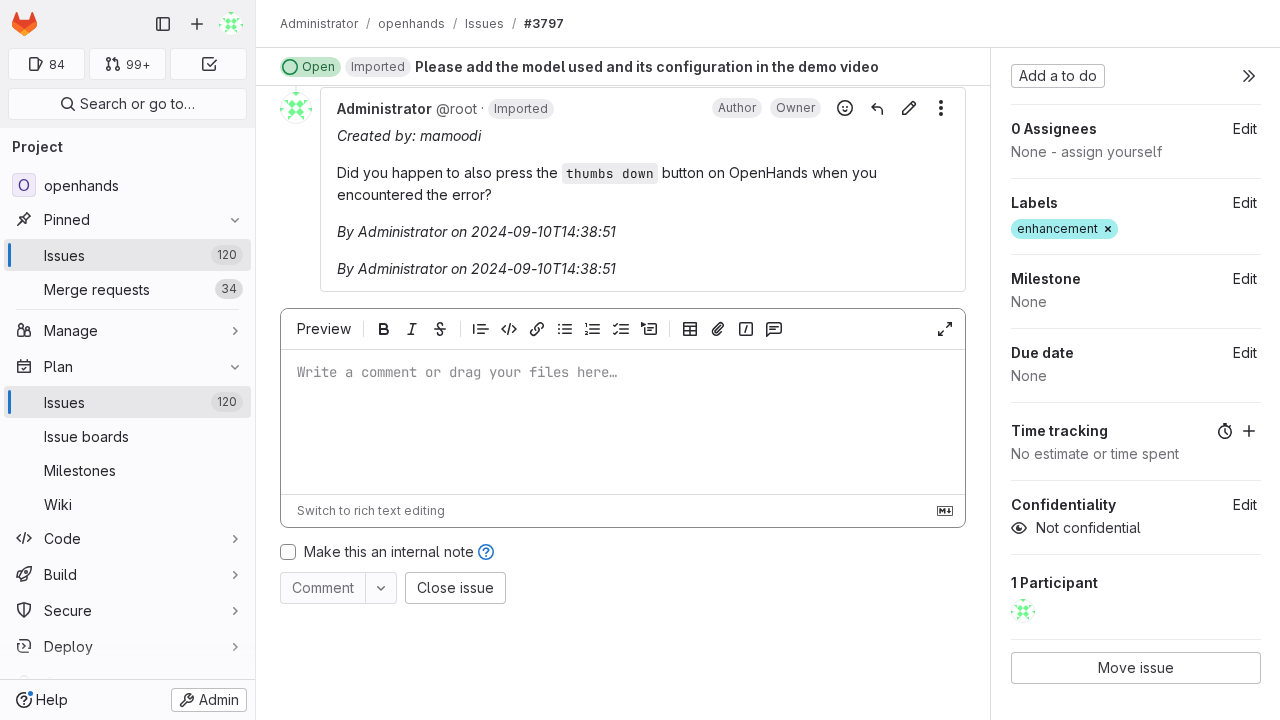 Administrator / openhands / Issues / #3797
84
99+
Search or go to…
Project
O openhands
Pinned
Issues 120
Merge requests 34
Manage
Plan
Issues 120
Issue boards
Milestones
Wiki
Code
Build
Secure
Deploy
Help
Admin
Open Imported Please add the model used and its configuration in the demo video
Administrator @root · Imported Author Owner
Created by: mamoodi
Did you happen to also press the thumbs down button on OpenHands when you
encountered the error?
By Administrator on 2024-09-10T14:38:51
By Administrator on 2024-09-10T14:38:51
Preview
Write a comment or drag your files here…
Switch to rich text editing
Make this an internal note
Comment
Close issue
Add a to do
0 Assignees Edit
None - assign yourself
Labels Edit
enhancement ×
Milestone Edit
None
Due date Edit
None
Time tracking
No estimate or time spent
Confidentiality Edit
Not confidential
1 Participant
Move issue